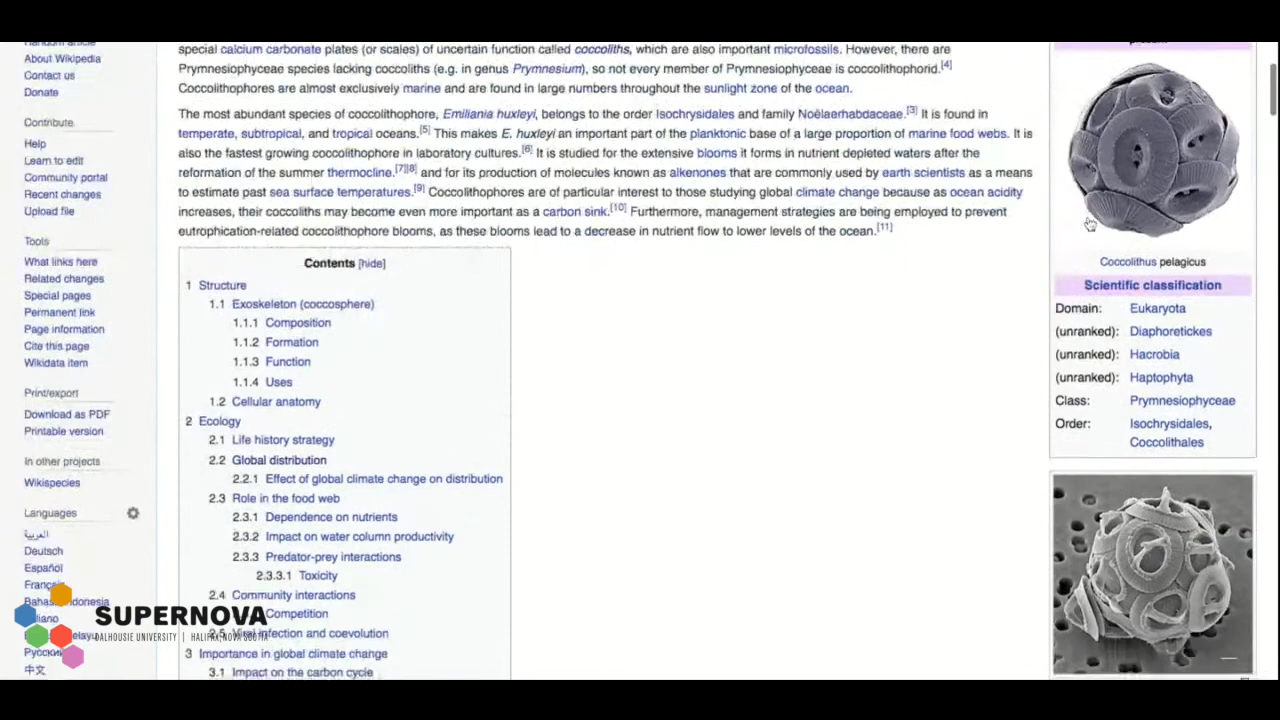 Random article
About Wikipedia
Contact us
Donate
Contribute
Help
Learn to edit
Community portal
Recent changes
Upload file
Tools
What links here
Related changes
Special pages
Permanent link
Page information
Cite this page
Wikidata item
Print/export
Download as PDF
Printable version
In other projects
Wikispecies
Languages
العربية
Deutsch
Español
Français
Bahasa Indonesia
Italiano
Melayu
Русский
中文
SUPERNOVA
DALHOUSIE UNIVERSITY | HALIFAX, NOVA SCOTIA
special calcium carbonate plates (or scales) of uncertain function called coccoliths, which are also important microfossils. However, there are
Prymnesiophyceae species lacking coccoliths (e.g. in genus Prymnesium), so not every member of Prymnesiophyceae is coccolithophorid.[4]
Coccolithophores are almost exclusively marine and are found in large numbers throughout the sunlight zone of the ocean.
The most abundant species of coccolithophore, Emiliania huxleyi, belongs to the order Isochrysidales and family Noëlaerhabdaceae.[3] It is found in
temperate, subtropical, and tropical oceans.[5] This makes E. huxleyi an important part of the planktonic base of a large proportion of marine food webs. It is
also the fastest growing coccolithophore in laboratory cultures.[6] It is studied for the extensive blooms it forms in nutrient depleted waters after the
reformation of the summer thermocline.[7][8] and for its production of molecules known as alkenones that are commonly used by earth scientists as a means
to estimate past sea surface temperatures.[9] Coccolithophores are of particular interest to those studying global climate change because as ocean acidity
increases, their coccoliths may become even more important as a carbon sink.[10] Furthermore, management strategies are being employed to prevent
eutrophication-related coccolithophore blooms, as these blooms lead to a decrease in nutrient flow to lower levels of the ocean.[11]
Contents [hide]
1 Structure
1.1 Exoskeleton (coccosphere)
1.1.1 Composition
1.1.2 Formation
1.1.3 Function
1.1.4 Uses
1.2 Cellular anatomy
2 Ecology
2.1 Life history strategy
2.2 Global distribution
2.2.1 Effect of global climate change on distribution
2.3 Role in the food web
2.3.1 Dependence on nutrients
2.3.2 Impact on water column productivity
2.3.3 Predator-prey interactions
2.3.3.1 Toxicity
2.4 Community interactions
Competition
2.5 Viral infection and coevolution
3 Importance in global climate change
3.1 Impact on the carbon cycle
present
Coccolithus pelagicus
Scientific classification
Domain: Eukaryota
(unranked): Diaphoretickes
(unranked): Hacrobia
(unranked): Haptophyta
Class: Prymnesiophyceae
Order: Isochrysidales,
Coccolithales